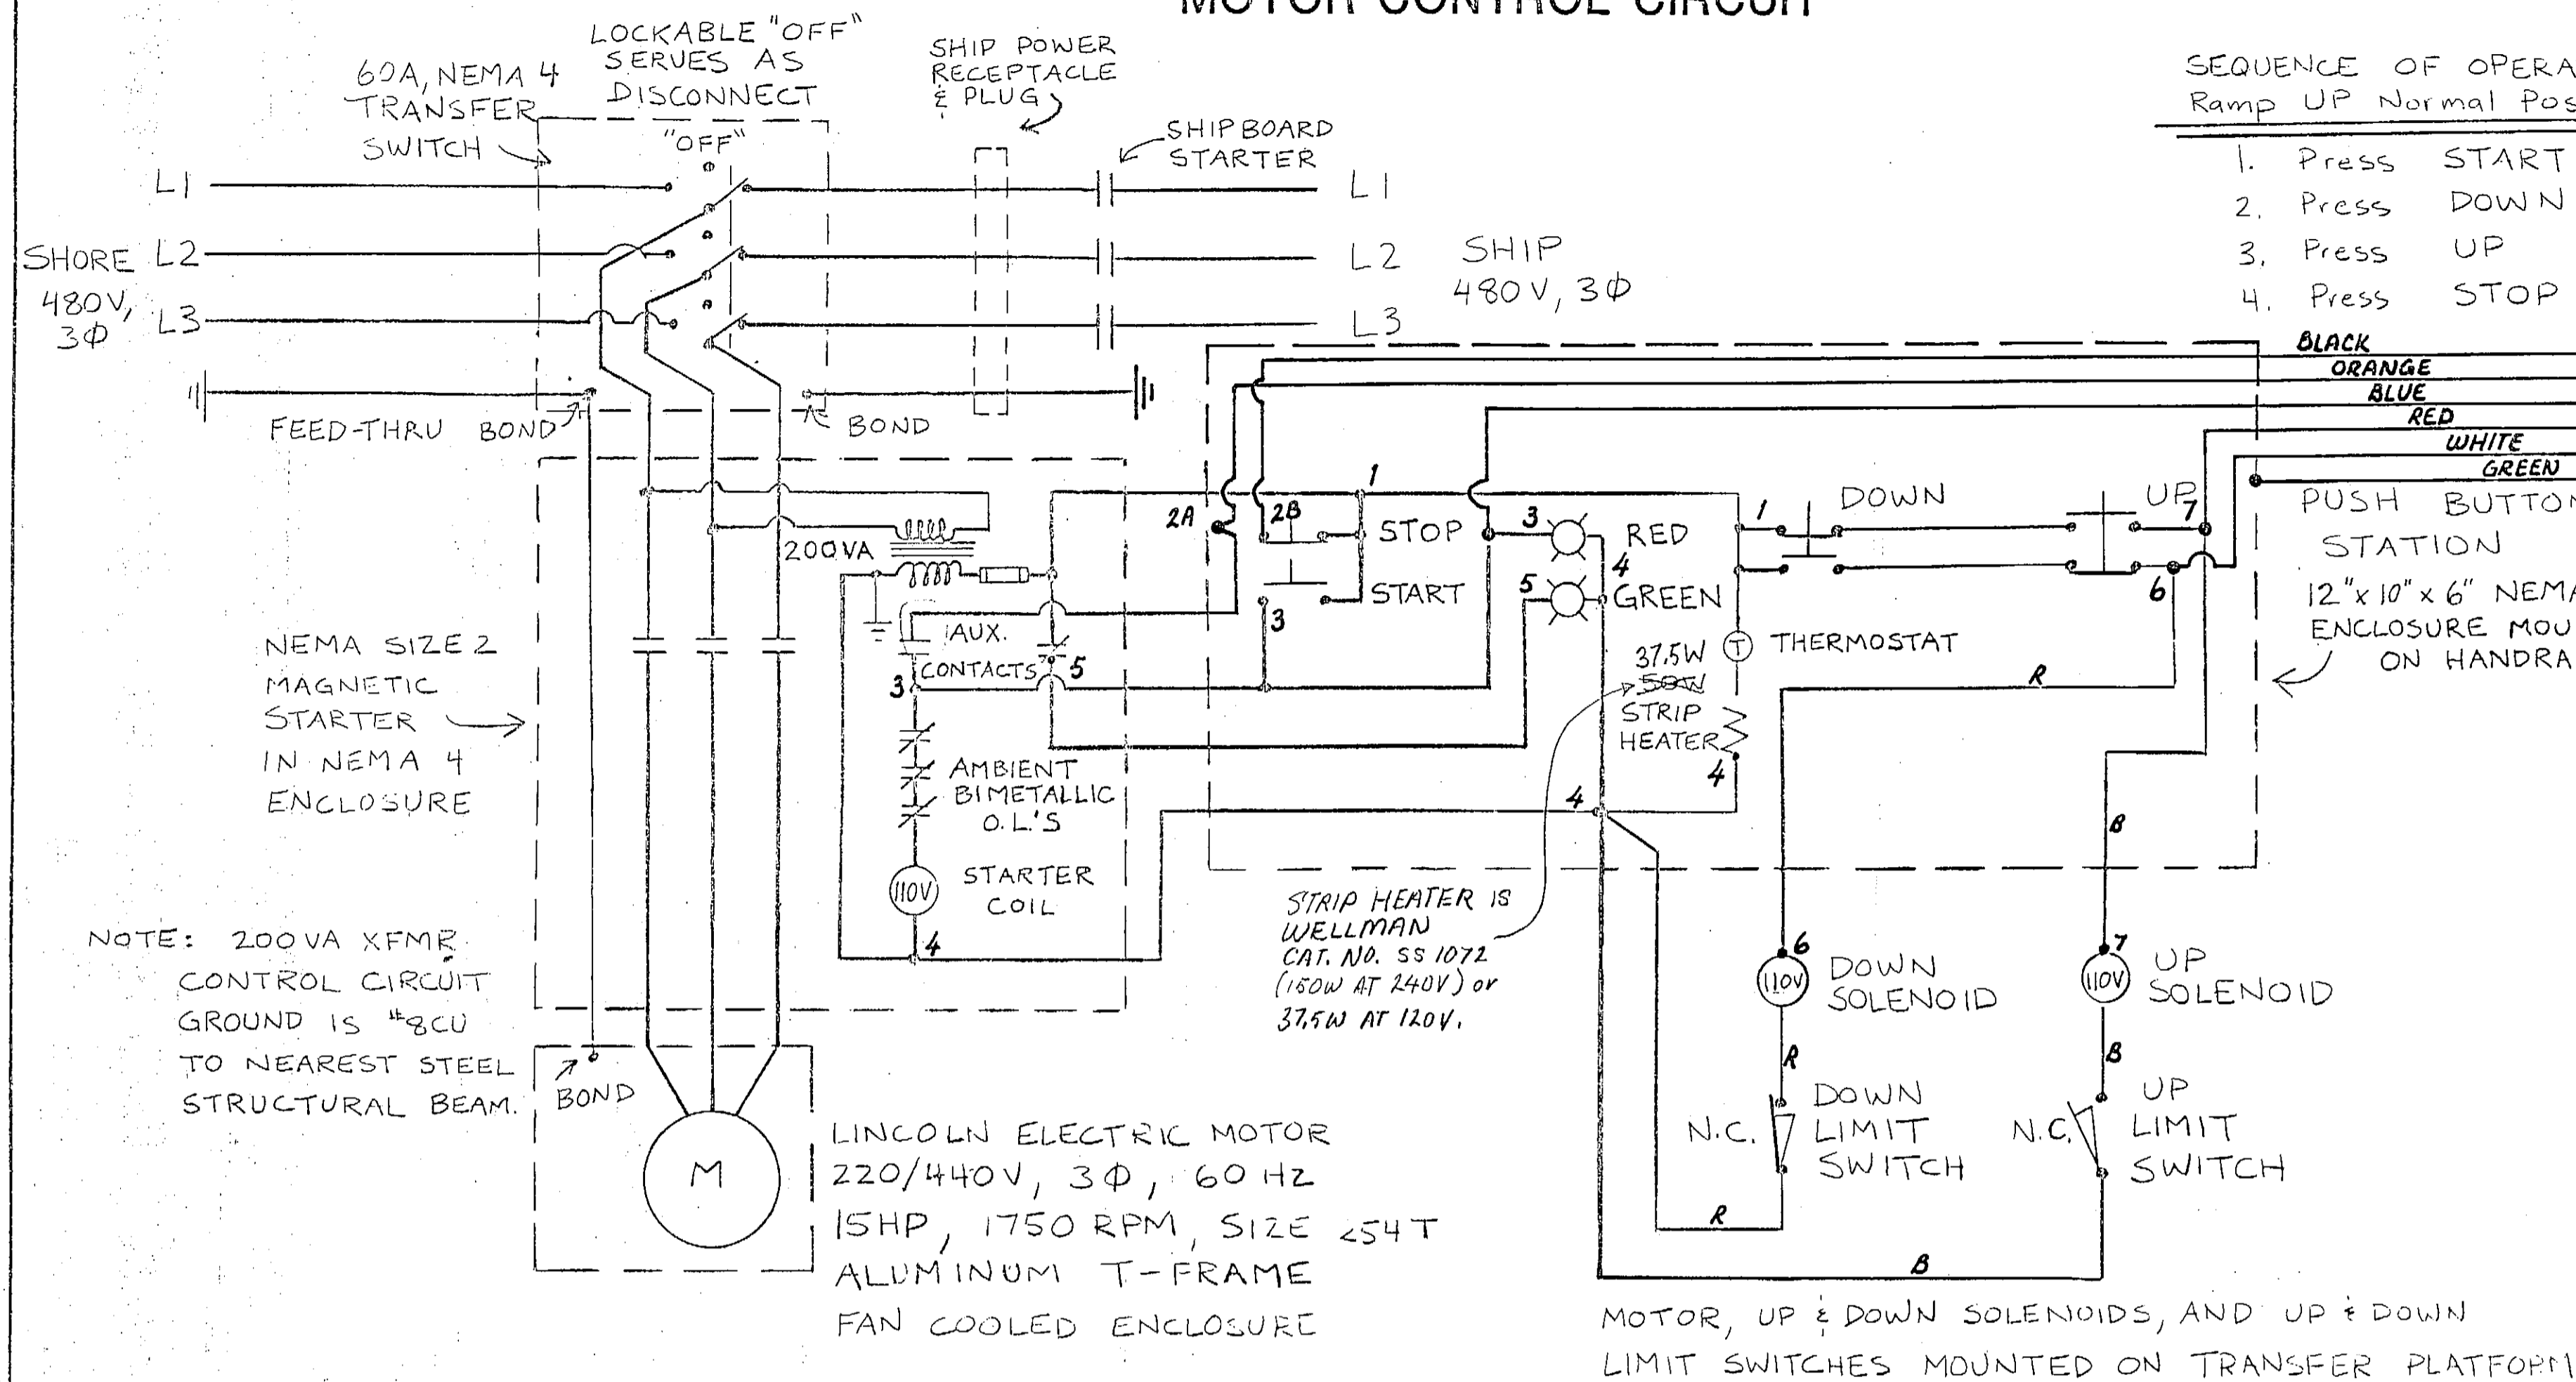 MOTOR CONTROL CIRCUIT
LOCKABLE "OFF"
SERVES AS
DISCONNECT
60A, NEMA 4
TRANSFER
SWITCH
"OFF"
SHIP POWER
RECEPTACLE
& PLUG
SHIPBOARD
STARTER
SEQUENCE OF OPERA
Ramp UP Normal Pos
1. Press START
2. Press DOWN
3. Press UP
4. Press STOP
L1
L1
SHORE L2
L2
480V,
3Φ
L3
L3
SHIP
480V, 3Φ
FEED-THRU BOND
BOND
BLACK
ORANGE
BLUE
RED
WHITE
GREEN
1
2A
2B
STOP
START
3
3
RED
4
5
GREEN
1
DOWN
UP
7
6
PUSH BUTTON
STATION
12"x10"x6" NEMA
ENCLOSURE MOU
ON HANDRA
200VA
AUX.
CONTACTS
3
5
NEMA SIZE 2
MAGNETIC
STARTER
IN NEMA 4
ENCLOSURE
AMBIENT
BIMETALLIC
O.L.'S
110V
STARTER
COIL
4
T
THERMOSTAT
37.5W
50W
STRIP
HEATER
4
4
R
B
STRIP HEATER IS
WELLMAN
CAT. NO. SS 1072
(150W AT 240V) or
37.5W AT 120V.
NOTE: 200VA XFMR.
CONTROL CIRCUIT
GROUND IS #8CU
TO NEAREST STEEL
STRUCTURAL BEAM.
BOND
M
LINCOLN ELECTRIC MOTOR
220/440V, 3Φ, 60 HZ
15HP, 1750 RPM, SIZE 254T
ALUMINUM T-FRAME
FAN COOLED ENCLOSURE
6
110V
DOWN
SOLENOID
7
110V
UP
SOLENOID
R
B
N.C.
DOWN
LIMIT
SWITCH
N.C.
UP
LIMIT
SWITCH
R
B
MOTOR, UP & DOWN SOLENOIDS, AND UP & DOWN
LIMIT SWITCHES MOUNTED ON TRANSFER PLATFORM